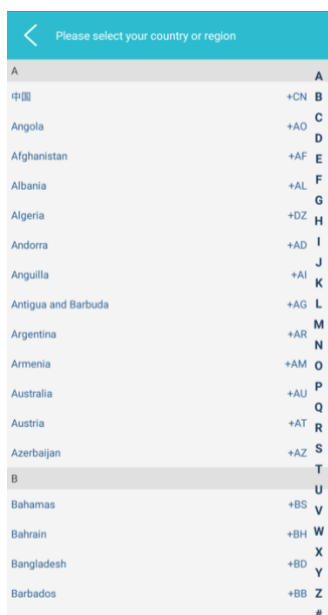 Please select your country or region
A
中国 +CN
Angola +AO
Afghanistan +AF
Albania +AL
Algeria +DZ
Andorra +AD
Anguilla +AI
Antigua and Barbuda +AG
Argentina +AR
Armenia +AM
Australia +AU
Austria +AT
Azerbaijan +AZ
B
Bahamas +BS
Bahrain +BH
Bangladesh +BD
Barbados +BB
A
B
C
D
E
F
G
H
I
J
K
L
M
N
O
P
Q
R
S
T
U
V
W
X
Y
Z
#